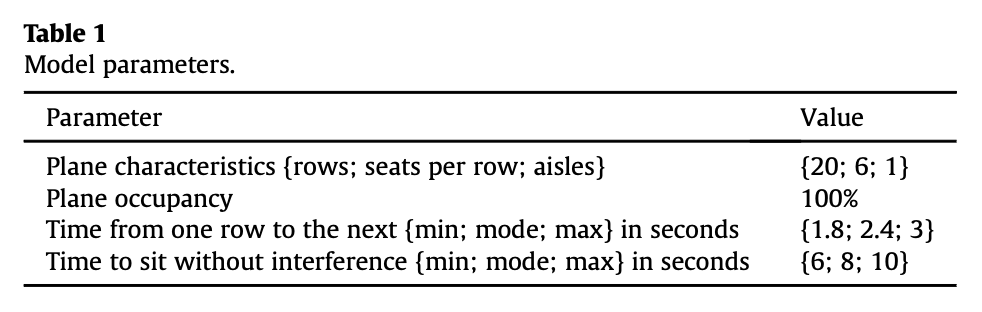 Table 1
Model parameters.
Parameter Value
Plane characteristics {rows; seats per row; aisles} {20; 6; 1}
Plane occupancy 100%
Time from one row to the next {min; mode; max} in seconds {1.8; 2.4; 3}
Time to sit without interference {min; mode; max} in seconds {6; 8; 10}